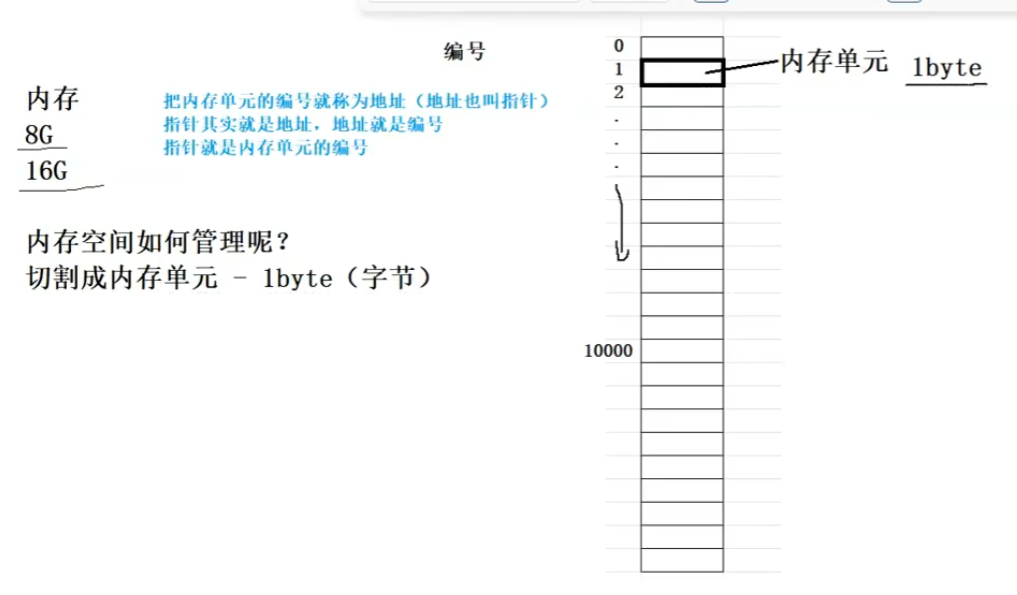 编号
内存
8G
16G
把内存单元的编号就称为地址（地址也叫指针）
指针其实就是地址，地址就是编号
指针就是内存单元的编号
内存空间如何管理呢？
切割成内存单元 - 1byte（字节）
0
1
2
.
.
.
10000
内存单元 1byte